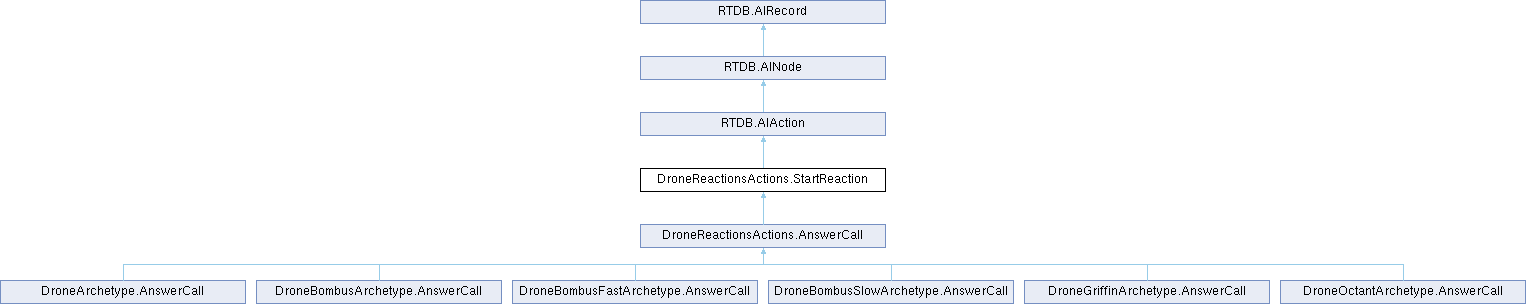 RTDB.AIRecord
RTDB.AINode
RTDB.AIAction
DroneReactionsActions.StartReaction
DroneReactionsActions.AnswerCall
DroneArchetype.AnswerCall
DroneBombusArchetype.AnswerCall
DroneBombusFastArchetype.AnswerCall
DroneBombusSlowArchetype.AnswerCall
DroneGriffinArchetype.AnswerCall
DroneOctantArchetype.AnswerCall